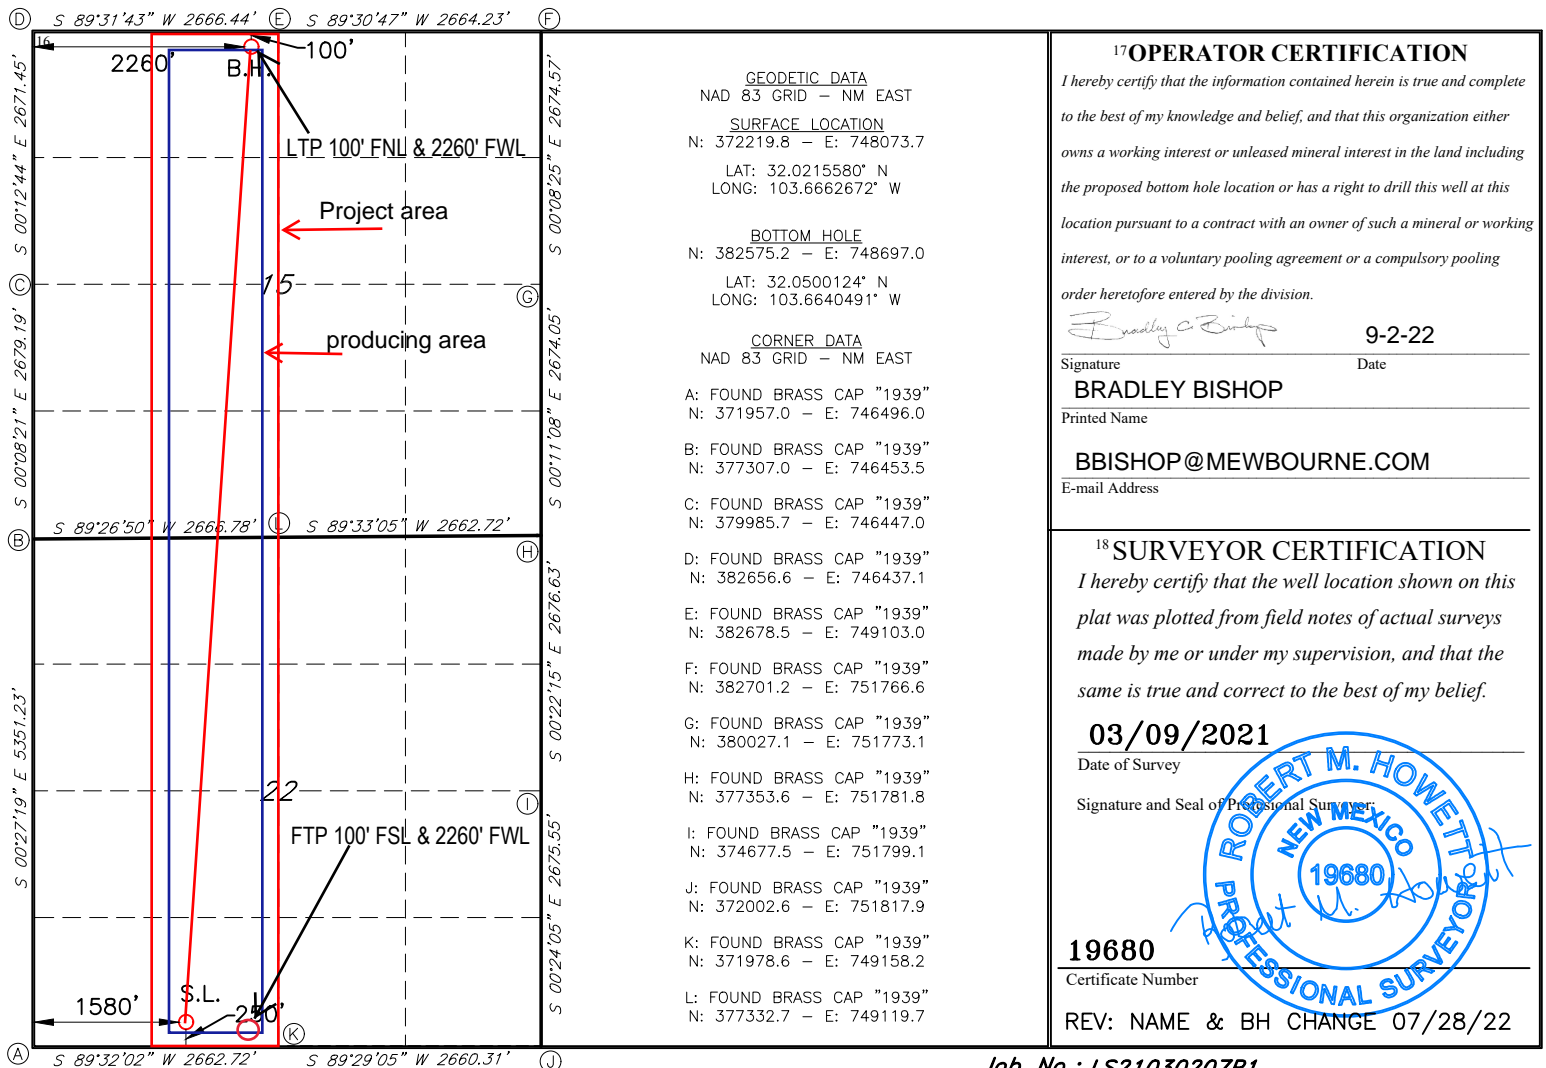 D S 89°31'43" W 2666.44' E S 89°30'47" W 2664.23' F
16
2260' 100'
B.H.
LTP 100' FNL & 2260' FWL
S 00°12'44" E 2671.45'
S 00°08'25" E 2674.57'
Project area
C 15 G
producing area
S 00°08'21" E 2679.19'
S 00°11'08" E 2674.05'
S 89°26'50" W 2666.78' L S 89°33'05" W 2662.72'
B H
S 00°27'19" E 5351.23'
S 00°22'15" E 2676.63'
22 I
FTP 100' FSL & 2260' FWL
S 00°24'05" E 2675.55'
S.L.
1580' 250'
K
A S 89°32'02" W 2662.72' S 89°29'05" W 2660.31' J
GEODETIC DATA
NAD 83 GRID – NM EAST
SURFACE LOCATION
N: 372219.8 – E: 748073.7
LAT: 32.0215580° N
LONG: 103.6662672° W
BOTTOM HOLE
N: 382575.2 – E: 748697.0
LAT: 32.0500124° N
LONG: 103.6640491° W
CORNER DATA
NAD 83 GRID – NM EAST
A: FOUND BRASS CAP "1939"
N: 371957.0 – E: 746496.0
B: FOUND BRASS CAP "1939"
N: 377307.0 – E: 746453.5
C: FOUND BRASS CAP "1939"
N: 379985.7 – E: 746447.0
D: FOUND BRASS CAP "1939"
N: 382656.6 – E: 746437.1
E: FOUND BRASS CAP "1939"
N: 382678.5 – E: 749103.0
F: FOUND BRASS CAP "1939"
N: 382701.2 – E: 751766.6
G: FOUND BRASS CAP "1939"
N: 380027.1 – E: 751773.1
H: FOUND BRASS CAP "1939"
N: 377353.6 – E: 751781.8
I: FOUND BRASS CAP "1939"
N: 374677.5 – E: 751799.1
J: FOUND BRASS CAP "1939"
N: 372002.6 – E: 751817.9
K: FOUND BRASS CAP "1939"
N: 371978.6 – E: 749158.2
L: FOUND BRASS CAP "1939"
N: 377332.7 – E: 749119.7
17 OPERATOR CERTIFICATION
I hereby certify that the information contained herein is true and complete
to the best of my knowledge and belief, and that this organization either
owns a working interest or unleased mineral interest in the land including
the proposed bottom hole location or has a right to drill this well at this
location pursuant to a contract with an owner of such a mineral or working
interest, or to a voluntary pooling agreement or a compulsory pooling
order heretofore entered by the division.
Bradley C Bishop 9-2-22
Signature Date
BRADLEY BISHOP
Printed Name
BBISHOP@MEWBOURNE.COM
E-mail Address
18 SURVEYOR CERTIFICATION
I hereby certify that the well location shown on this
plat was plotted from field notes of actual surveys
made by me or under my supervision, and that the
same is true and correct to the best of my belief.
03/09/2021
Date of Survey
Signature and Seal of Profesional Surveyor:
ROBERT M. HOWETT
NEW MEXICO
19680
PROFESSIONAL SURVEYOR
Robert M. Howett
19680
Certificate Number
REV: NAME & BH CHANGE 07/28/22
Job No.: LS21030207R1